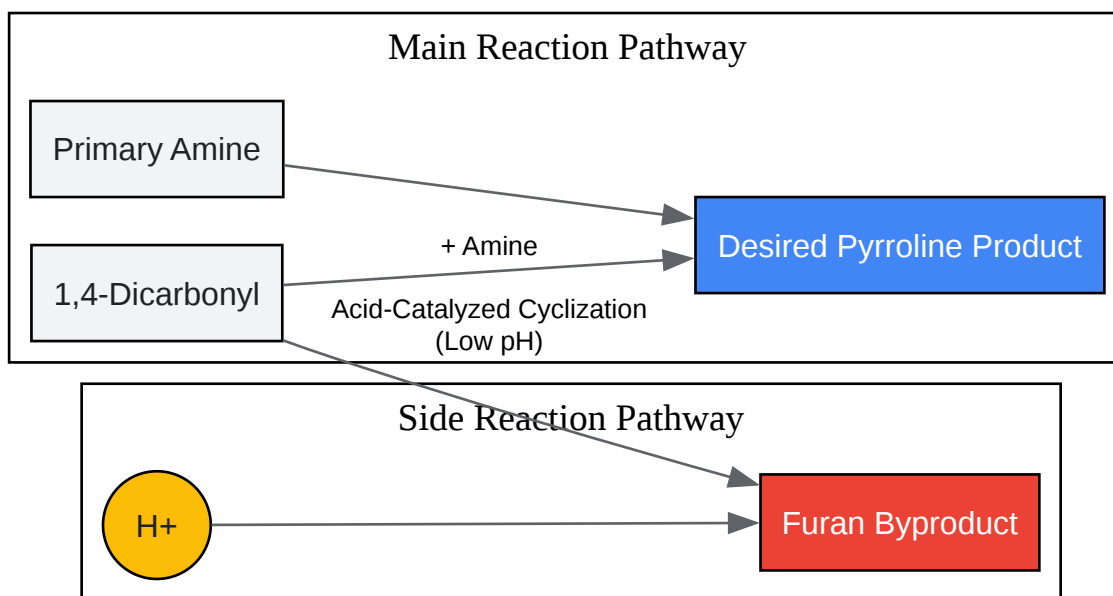 Main Reaction Pathway
Primary Amine
+ Amine
Desired Pyrroline Product
1,4-Dicarbonyl
Acid-Catalyzed Cyclization
(Low pH)
Side Reaction Pathway
H+
Furan Byproduct